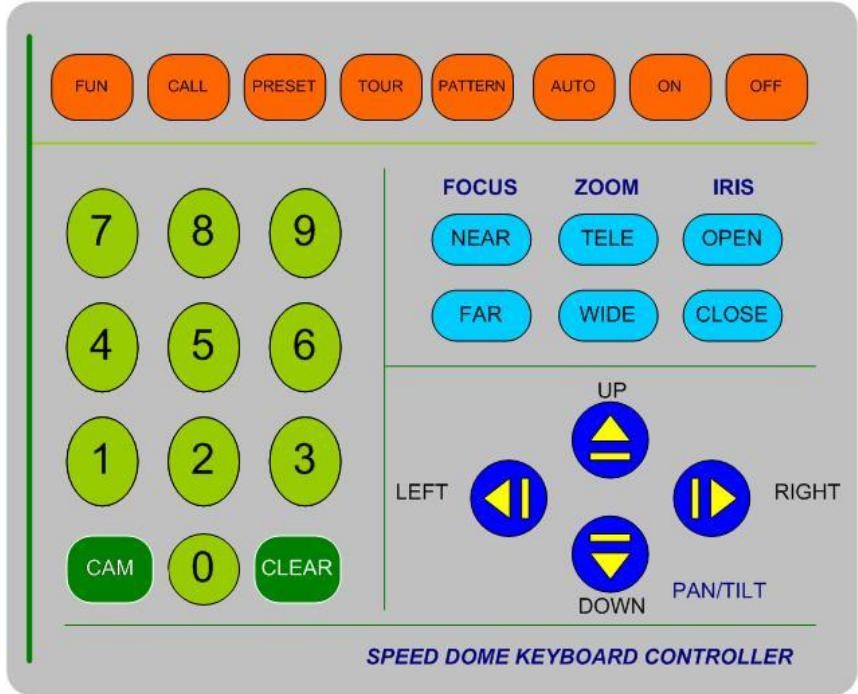 FUN CALL PRESET TOUR PATTERN AUTO ON OFF
7 8 9
4 5 6
1 2 3
CAM 0 CLEAR
FOCUS ZOOM IRIS
NEAR TELE OPEN
FAR WIDE CLOSE
UP
LEFT RIGHT
DOWN PAN/TILT
SPEED DOME KEYBOARD CONTROLLER